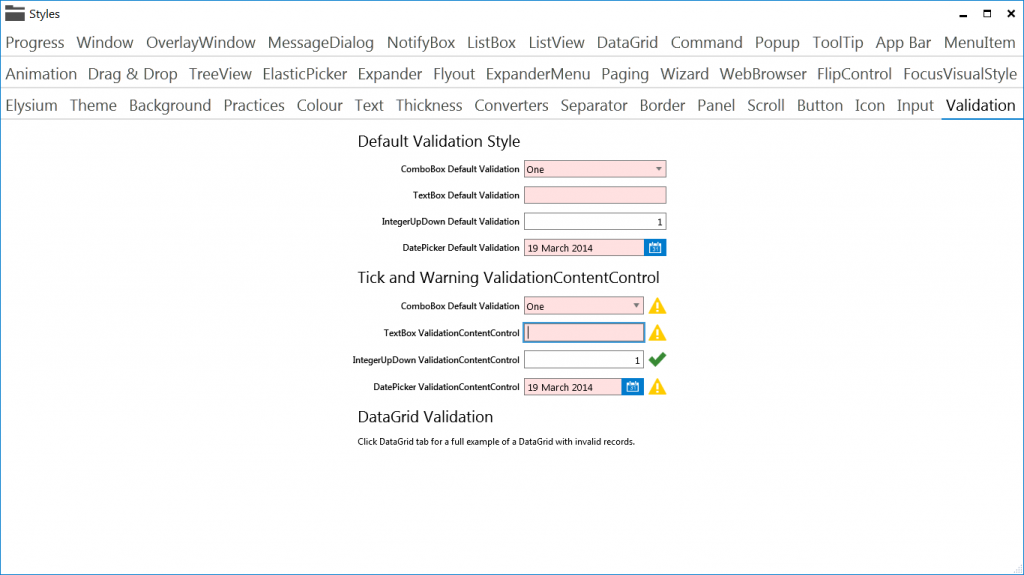 Styles
Progress Window OverlayWindow MessageDialog NotifyBox ListBox ListView DataGrid Command Popup ToolTip App Bar MenuItem
Animation Drag & Drop TreeView ElasticPicker Expander Flyout ExpanderMenu Paging Wizard WebBrowser FlipControl FocusVisualStyle
Elysium Theme Background Practices Colour Text Thickness Converters Separator Border Panel Scroll Button Icon Input Validation
Default Validation Style
ComboBox Default Validation One
TextBox Default Validation
IntegerUpDown Default Validation 1
DatePicker Default Validation 19 March 2014
Tick and Warning ValidationContentControl
ComboBox Default Validation One
TextBox ValidationContentControl
IntegerUpDown ValidationContentControl 1
DatePicker ValidationContentControl 19 March 2014
DataGrid Validation
Click DataGrid tab for a full example of a DataGrid with invalid records.